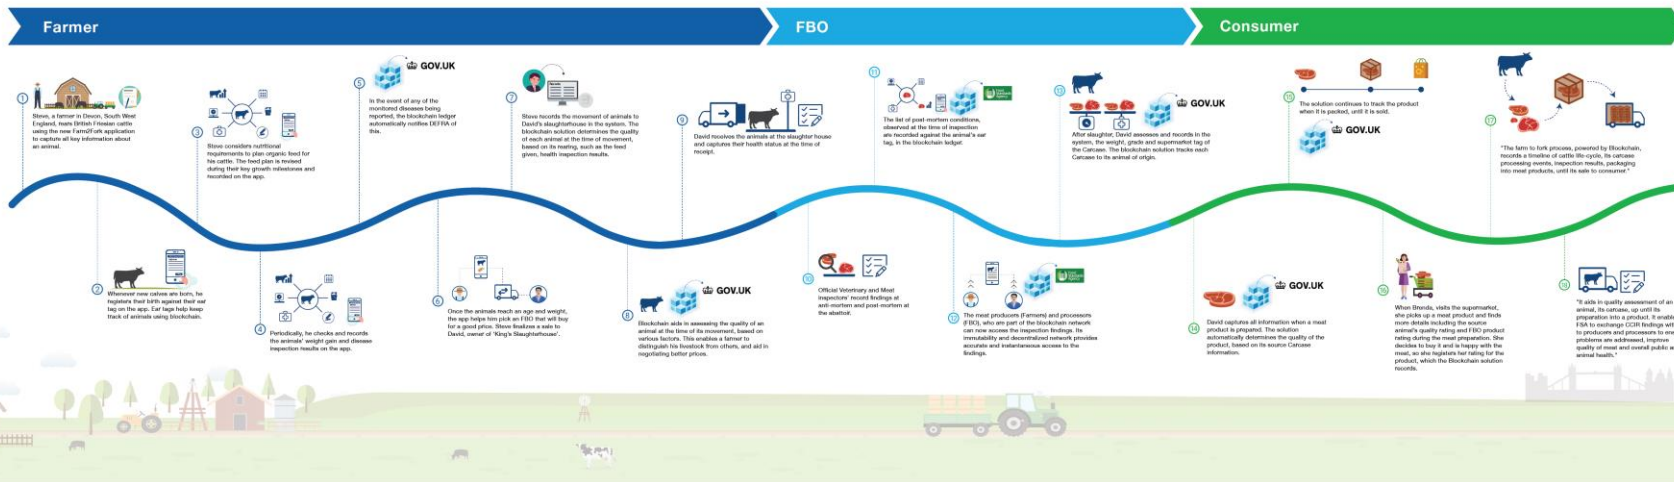 Farmer
FBO
Consumer
1
Steve, a farmer in Devon, South West
England, rears British Friesian cattle
using the new Farm2Fork application
to capture all key information about
an animal.
2
Whenever new calves are born, he
registers their birth against their ear
tag on the app. Ear tags help keep
track of animals using blockchain.
3
Steve considers nutritional
requirements to plan organic feed for
his cattle. The feed plan is revised
during their key growth milestones and
recorded on the app.
4
Periodically, he checks and records
the animals' weight gain and disease
inspection results on the app.
5
GOV.UK
In the event of any of the
monitored diseases being
reported, the blockchain ledger
automatically notifies DEFRA of
this.
6
Once the animals reach an age and weight,
the app helps him pick an FBO that will buy
for a good price. Steve finalizes a sale to
David, owner of 'King's Slaughterhouse'.
7
Steve records the movement of animals to
David's slaughterhouse in the system. The
blockchain solution determines the quality
of each animal at the time of movement,
based on its rearing, such as the feed
given, health inspection results.
8
GOV.UK
Blockchain aids in assessing the quality of an
animal at the time of its movement, based on
various factors. This enables a farmer to
distinguish his livestock from others, and aid in
negotiating better prices.
9
David receives the animals at the slaughter house
and captures their health status at the time of
receipt.
10
Official Veterinary and Meat
Inspectors' record findings at
anti-mortem and post-mortem at
the abattoir.
11
The list of post-mortem conditions,
observed at the time of inspection
are recorded against the animal's ear
tag, in the blockchain ledger
12
The meat producers (Farmers) and processors
(FBO), who are part of the blockchain network
can now access the inspection findings. Its
immutability and decentralized network provides
accurate and instantaneous access to the
findings.
13
GOV.UK
After slaughter, David assesses and records in the
system, the weight, grade and supermarket tag of
the Carcase. The blockchain solution tracks each
Carcase to its animal of origin.
14
GOV.UK
David captures all information when a meat
product is prepared. The solution
automatically determines the quality of the
product, based on its source Carcase
information.
15
The solution continues to track the product
when it is packed, until it is sold.
GOV.UK
16
When Brenda, visits the supermarket,
she picks up a meat product and finds
more details including the source
animal's quality rating and FBO product
rating during the meat preparation. She
decides to buy it and is happy with the
meal, so she registers her rating for the
product, which the Blockchain solution
records.
17
"The farm to fork process, powered by Blockchain,
records a timeline of cattle life-cycle, its carcase
processing events, inspection results, packaging
into meat products, until its sale to consumer."
18
"It aids in quality assessment of an
animal, its carcase, up until its
preparation into a product. It enable
FSA to exchange CCIR findings wit
to producers and processors to ens
problems are addressed, improve
quality of meat and overall public a
animal health."